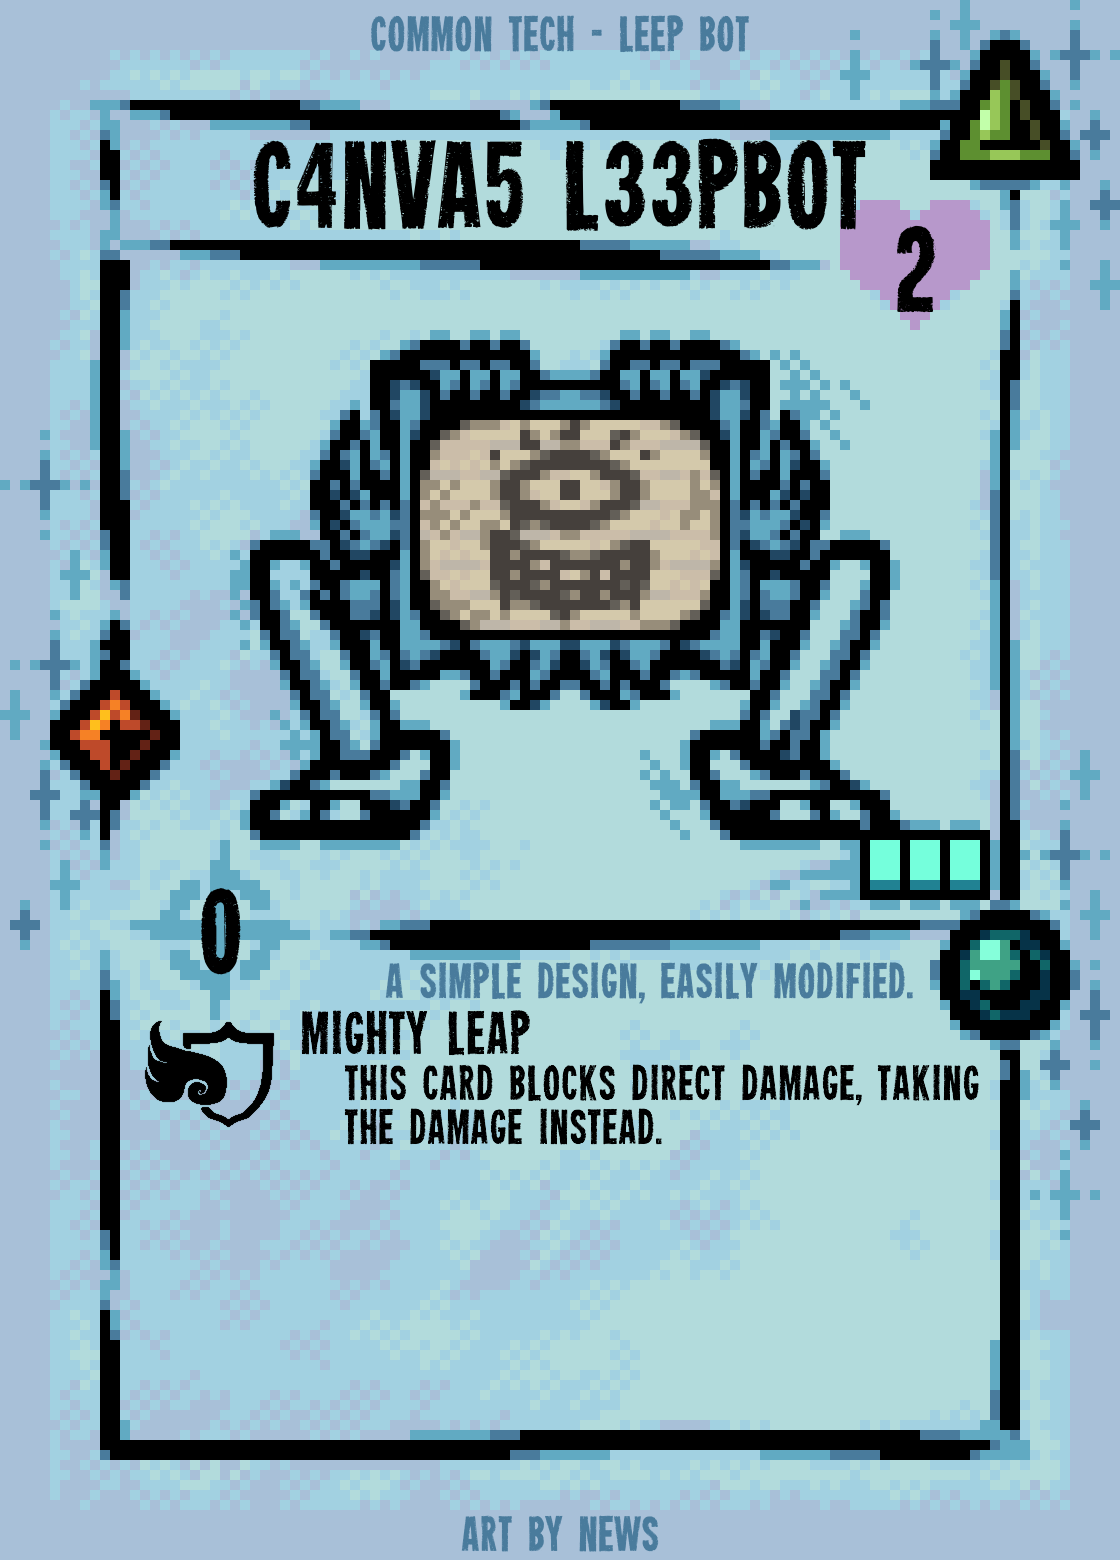 COMMON TECH - LEEP BOT
C4NVA5 L33PBOT
2
0
A SIMPLE DESIGN, EASILY MODIFIED.
MIGHTY LEAP
THIS CARD BLOCKS DIRECT DAMAGE, TAKING
THE DAMAGE INSTEAD.
ART BY NEWS